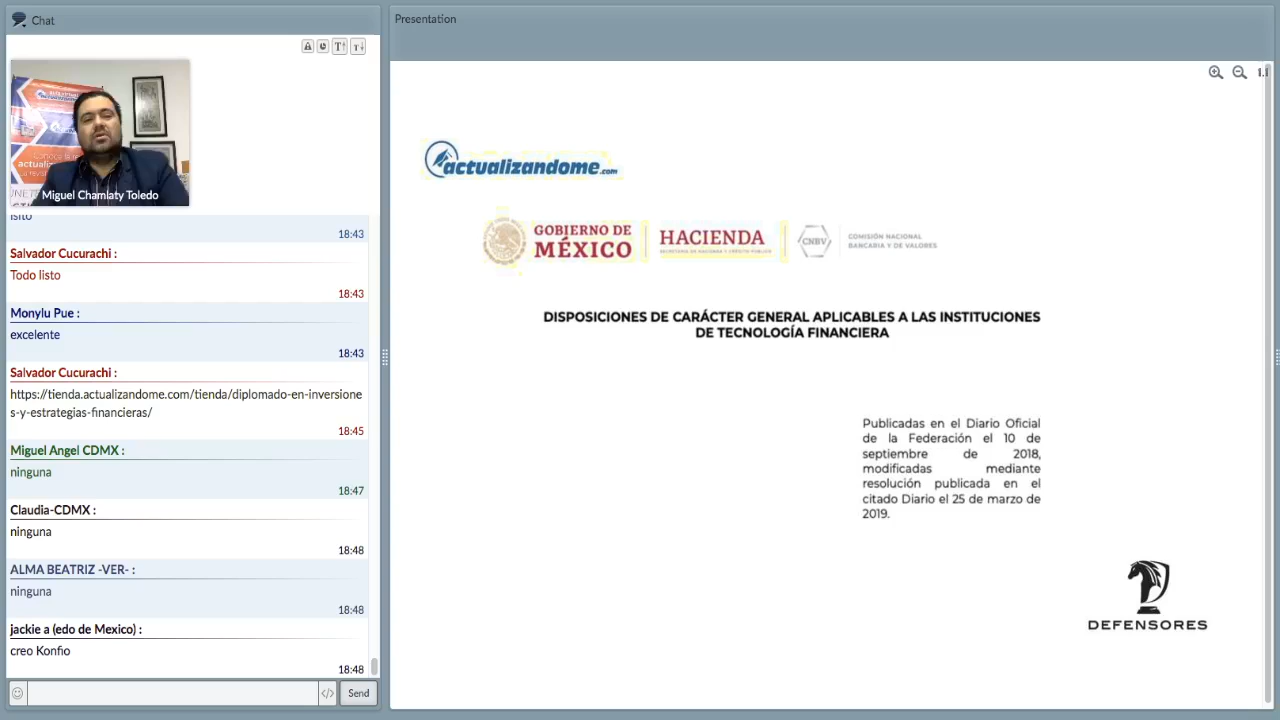 Chat
Miguel Chamlaty Toledo
listo
18:43
Salvador Cucurachi :
Todo listo
18:43
Monylu Pue :
excelente
18:43
Salvador Cucurachi :
https://tienda.actualizandome.com/tienda/diplomado-en-inversione
s-y-estrategias-financieras/
18:45
Miguel Angel CDMX :
ninguna
18:47
Claudia-CDMX :
ninguna
18:48
ALMA BEATRIZ -VER- :
ninguna
18:48
jackie a (edo de Mexico) :
creo Konfio
18:48
Send
Presentation
actualizandome.com
GOBIERNO DE
MÉXICO
HACIENDA
SECRETARÍA DE HACIENDA Y CRÉDITO PÚBLICO
CNBV
COMISIÓN NACIONAL
BANCARIA Y DE VALORES
DISPOSICIONES DE CARÁCTER GENERAL APLICABLES A LAS INSTITUCIONES
DE TECNOLOGÍA FINANCIERA
Publicadas en el Diario Oficial
de la Federación el 10 de
septiembre de 2018,
modificadas mediante
resolución publicada en el
citado Diario el 25 de marzo de
2019.
DEFENSORES